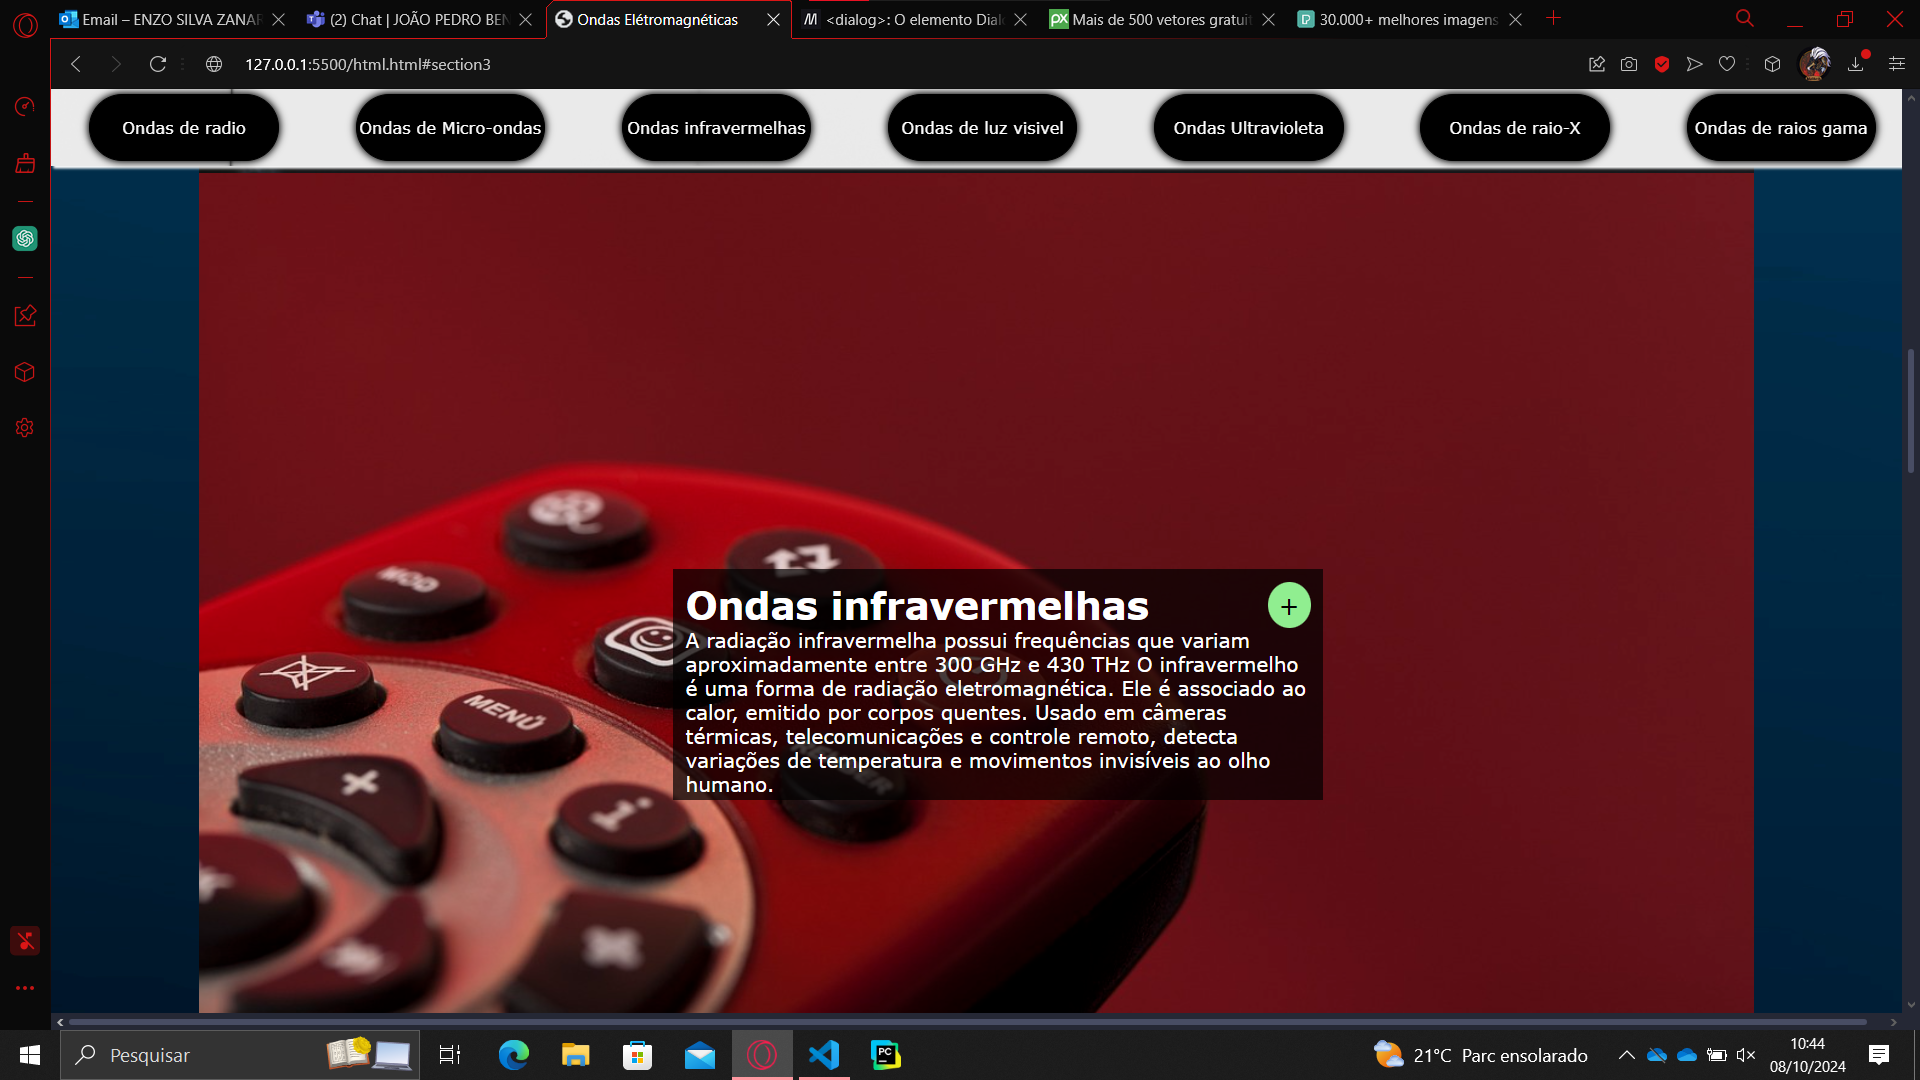 Email – ENZO SILVA ZANAR
(2) Chat | JOÃO PEDRO BEN
Ondas Elétromagnéticas
<dialog>: O elemento Dialo
Mais de 500 vetores gratuit
30.000+ melhores imagens
127.0.0.1:5500/html.html#section3
Ondas de radio
Ondas de Micro-ondas
Ondas infravermelhas
Ondas de luz visivel
Ondas Ultravioleta
Ondas de raio-X
Ondas de raios gama
MOD
MENÜ
Ondas infravermelhas
+
A radiação infravermelha possui frequências que variam
aproximadamente entre 300 GHz e 430 THz O infravermelho
é uma forma de radiação eletromagnética. Ele é associado ao
calor, emitido por corpos quentes. Usado em câmeras
térmicas, telecomunicações e controle remoto, detecta
variações de temperatura e movimentos invisíveis ao olho
humano.
Pesquisar
21°C Parc ensolarado
10:44
08/10/2024